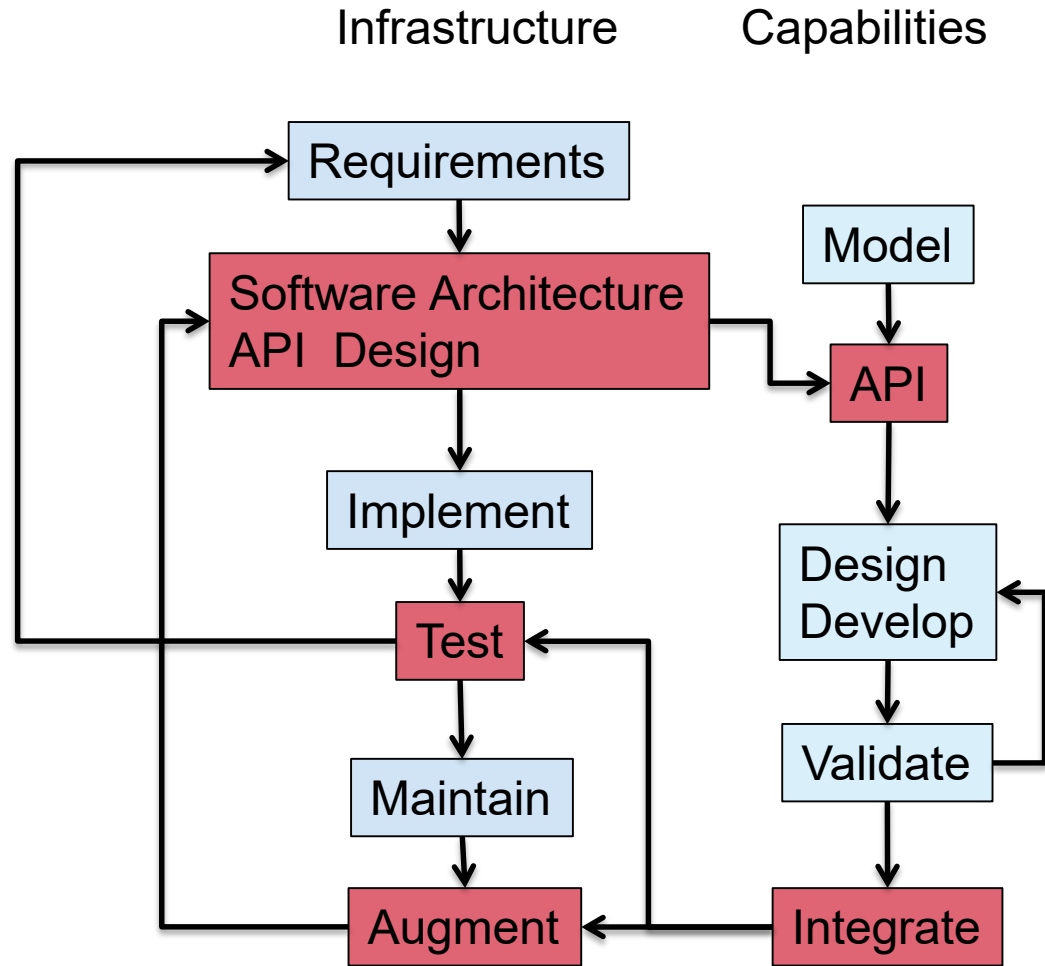 Infrastructure
Capabilities
Requirements
Software Architecture
API Design
Implement
Test
Maintain
Augment
Model
API
Design
Develop
Validate
Integrate